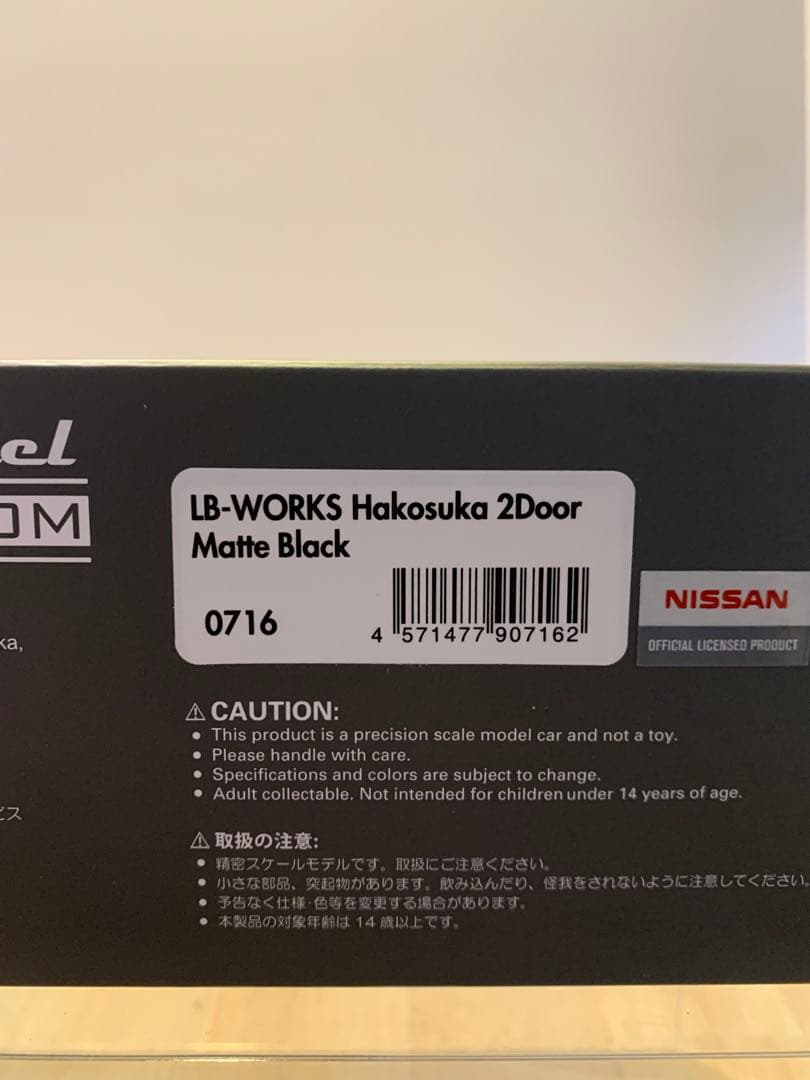 el
OM
LB-WORKS Hakosuka 2Door
Matte Black
0716
4 571477 907162
NISSAN
OFFICIAL LICENSED PRODUCT
ka,
ビス
⚠ CAUTION:
● This product is a precision scale model car and not a toy.
● Please handle with care.
● Specifications and colors are subject to change.
● Adult collectable. Not intended for children under 14 years of age.
⚠ 取扱の注意:
● 精密スケールモデルです。取扱にご注意ください。
● 小さな部品、突起物があります。飲み込んだり、怪我をされないように注意してください。
● 予告なく仕様・色等を変更する場合があります。
● 本製品の対象年齢は 14 歳以上です。